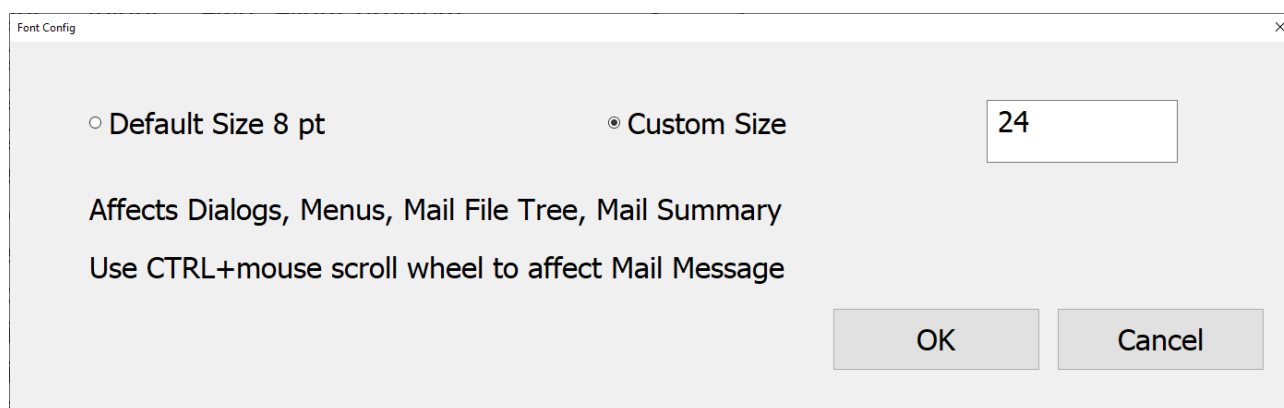 Font Config
Default Size 8 pt
Custom Size
24
Affects Dialogs, Menus, Mail File Tree, Mail Summary
Use CTRL+mouse scroll wheel to affect Mail Message
OK
Cancel